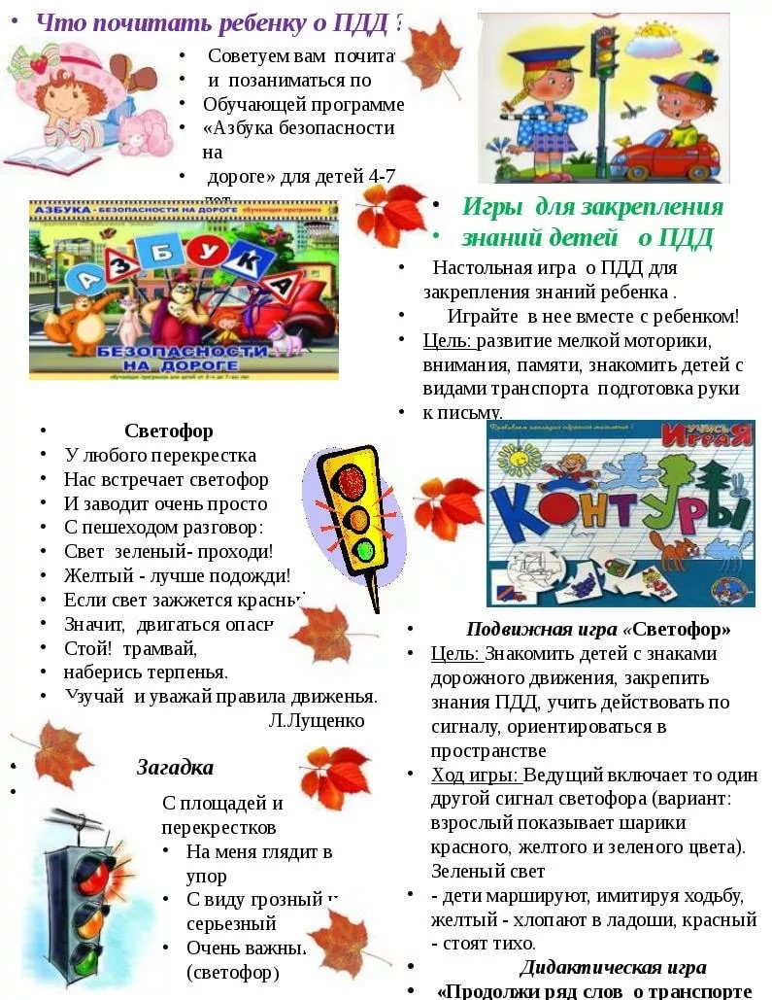 Что почитать ребенку о ПДД ?
Советуем вам почита
и позаниматься по
Обучающей программе
«Азбука безопасности
на
дороге» для детей 4-7
лет
АЗБУКА - БЕЗОПАСНОСТИ НА ДОРОГЕ обучающая программа
АЗБУКА
БЕЗОПАСНОСТИ
НА ДОРОГЕ
Светофор
У любого перекрестка
Нас встречает светофор
И заводит очень просто
С пешеходом разговор:
Свет зеленый- проходи!
Желтый - лучше подожди!
Если свет зажжется красны
Значит, двигаться опасн
Стой! трамвай,
наберись терпенья.
Узучай и уважай правила движенья.
Л.Лущенко
Загадка
С площадей и
перекрестков
На меня глядит в
упор
С виду грозный и
серьезный
Очень важны
(светофор)
Игры для закрепления
знаний детей о ПДД
Настольная игра о ПДД для
закрепления знаний ребенка .
Играйте в нее вместе с ребенком!
Цель: развитие мелкой моторики,
внимания, памяти, знакомить детей с
видами транспорта подготовка руки
к письму.
УЧИСЬ
ИГРАЯ
КОНТУРЫ
Подвижная игра «Светофор»
Цель: Знакомить детей с знаками
дорожного движения, закрепить
знания ПДД, учить действовать по
сигналу, ориентироваться в
пространстве
Ход игры: Ведущий включает то один
другой сигнал светофора (вариант:
взрослый показывает шарики
красного, желтого и зеленого цвета).
Зеленый свет
- дети маршируют, имитируя ходьбу,
желтый - хлопают в ладоши, красный
- стоят тихо.
Дидактическая игра
«Продолжи ряд слов о транспорте